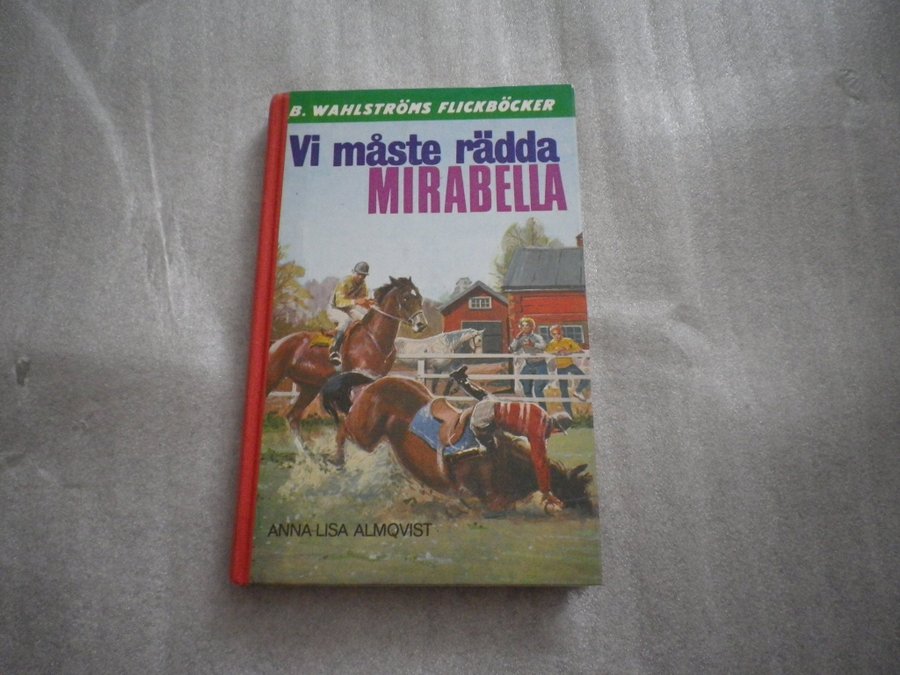 B. WAHLSTRÖMS FLICKBÖCKER
Vi måste rädda
MIRABELLA
ANNA-LISA ALMQVIST